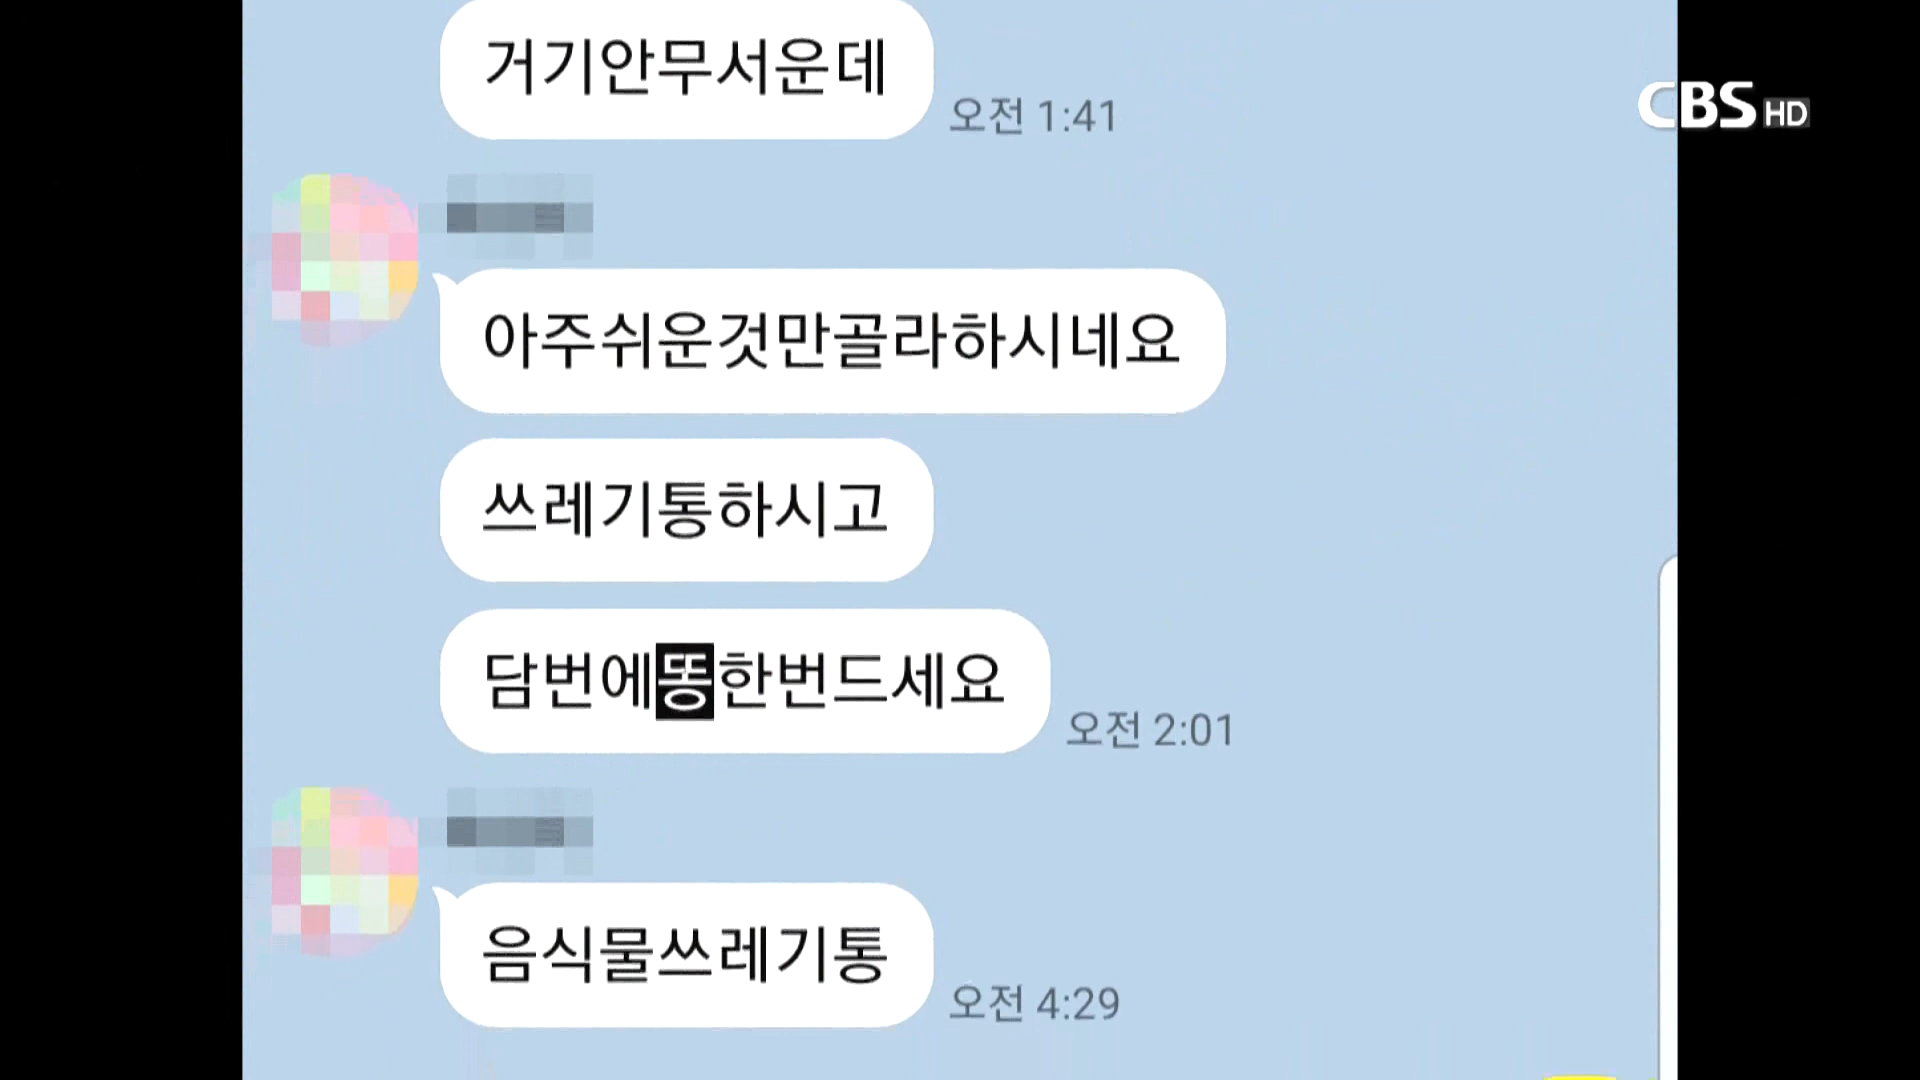 거기안무서운데
오전 1:41
CBS HD
아주쉬운것만골라하시네요
쓰레기통하시고
담번에똥한번드세요
오전 2:01
음식물쓰레기통
오전 4:29